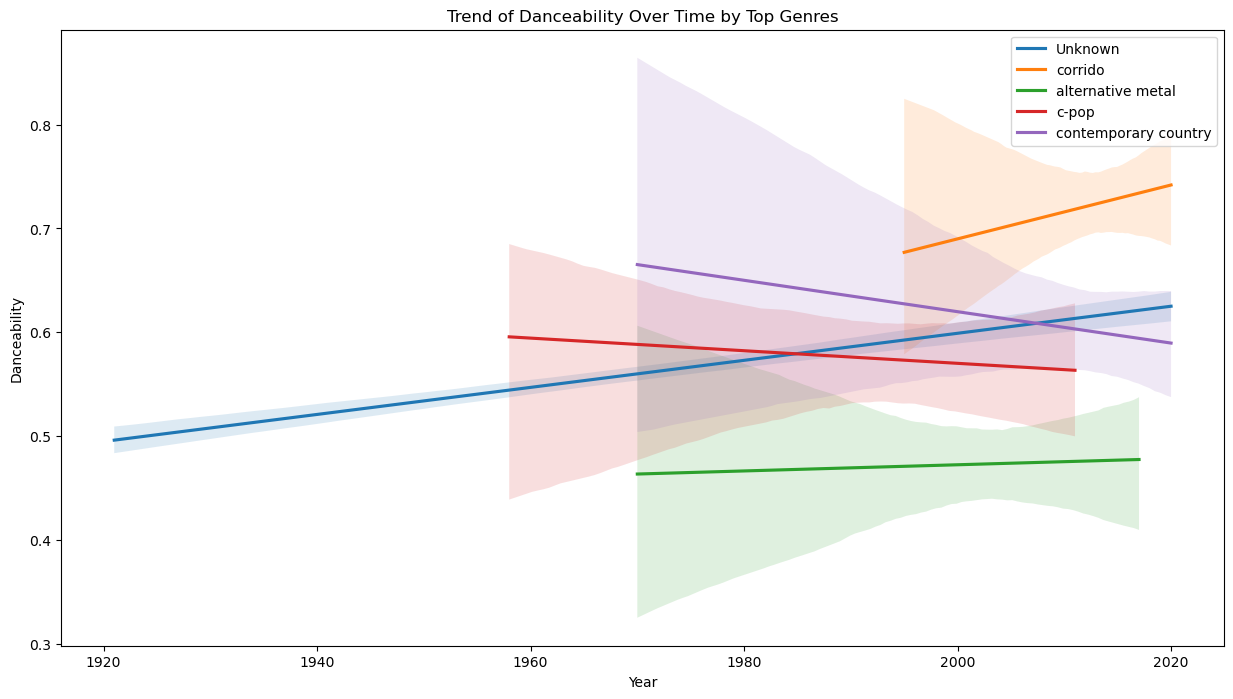 Trend of Danceability Over Time by Top Genres
Unknown
corrido
alternative metal
c-pop
contemporary country
Danceability
0.8
0.7
0.6
0.5
0.4
0.3
1920
1940
1960
1980
2000
2020
Year